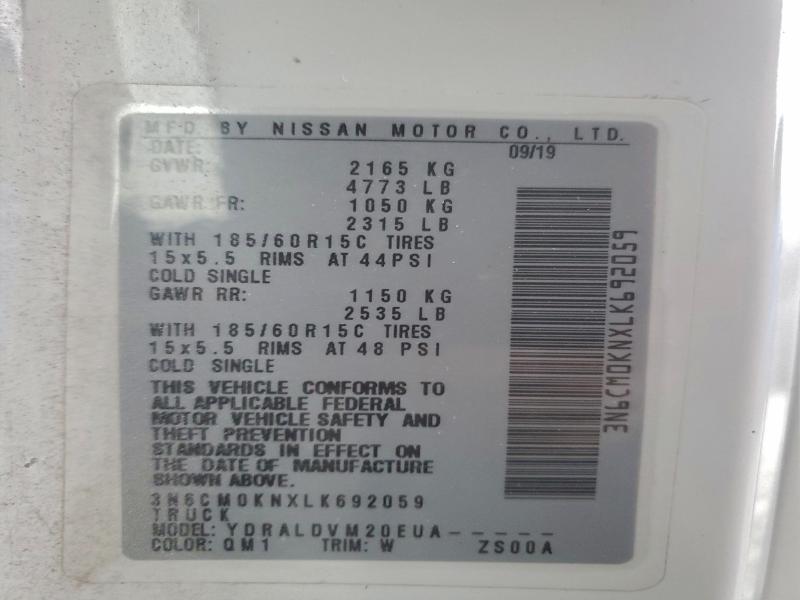 MFD. BY NISSAN MOTOR CO., LTD.
DATE: 09/19
GVWR: 2165 KG
4773 LB
GAWR FR: 1050 KG
2315 LB
WITH 185/60R15C TIRES
15x5.5 RIMS AT 44PSI
COLD SINGLE
GAWR RR: 1150 KG
2535 LB
WITH 185/60R15C TIRES
15x5.5 RIMS AT 48 PSI
COLD SINGLE
THIS VEHICLE CONFORMS TO
ALL APPLICABLE FEDERAL
MOTOR VEHICLE SAFETY AND
THEFT PREVENTION
STANDARDS IN EFFECT ON
THE DATE OF MANUFACTURE
SHOWN ABOVE.
3N6CM0KNXLK692059
TRUCK
MODEL: YDRALDVM20EUA-----
COLOR: QM1 TRIM: W ZS00A
3N6CM0KNXLK692059